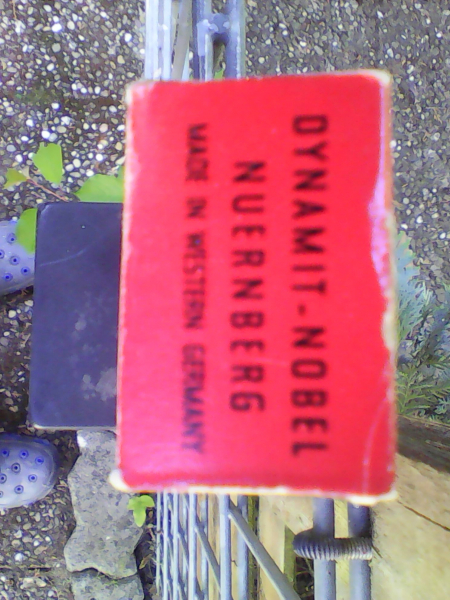 DYNAMIT-NOBEL
NUERNBERG
MADE IN WESTERN GERMANY